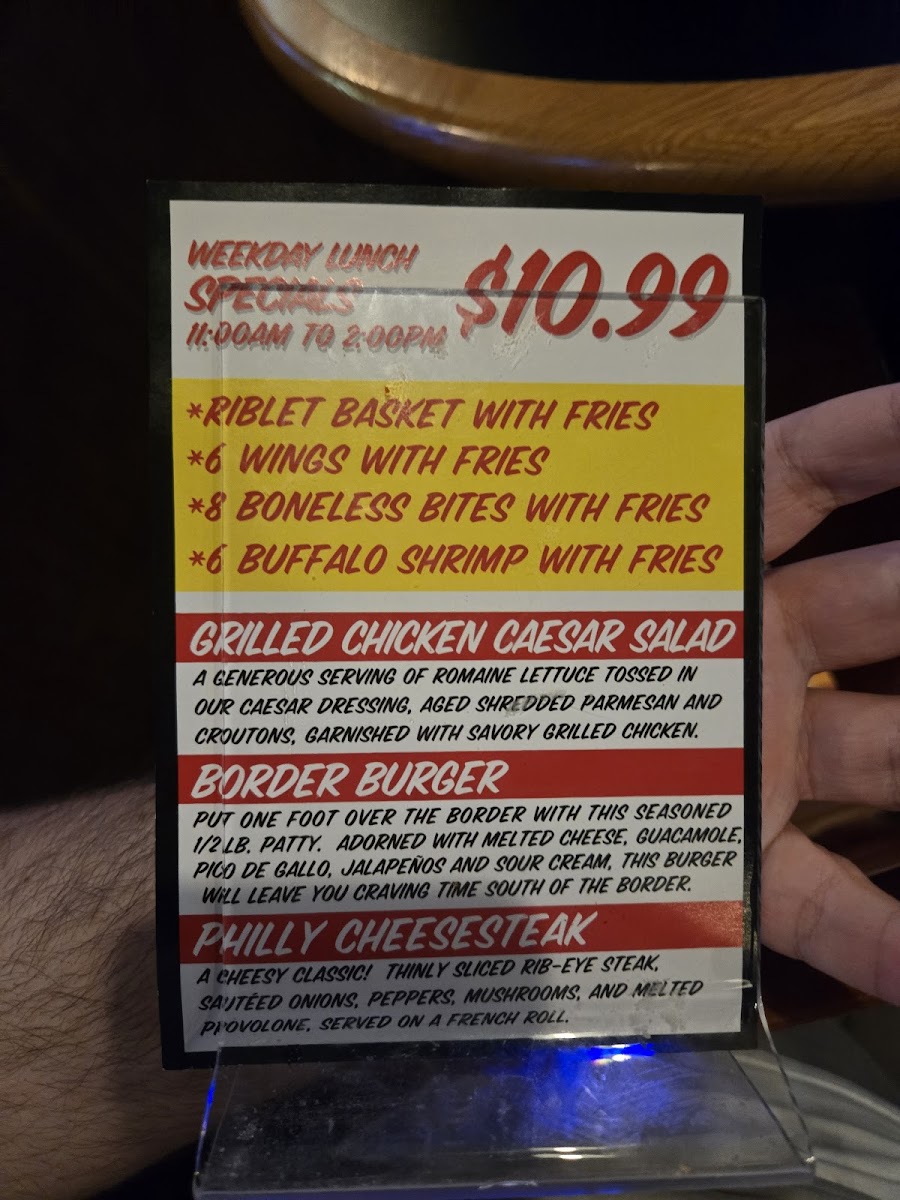 WEEKDAY LUNCH
SPECIALS
11:00AM TO 2:00PM
$10.99
*RIBLET BASKET WITH FRIES
*6 WINGS WITH FRIES
*8 BONELESS BITES WITH FRIES
*6 BUFFALO SHRIMP WITH FRIES
GRILLED CHICKEN CAESAR SALAD
A GENEROUS SERVING OF ROMAINE LETTUCE TOSSED IN
OUR CAESAR DRESSING, AGED SHREDDED PARMESAN AND
CROUTONS, GARNISHED WITH SAVORY GRILLED CHICKEN.
BORDER BURGER
PUT ONE FOOT OVER THE BORDER WITH THIS SEASONED
1/2 LB. PATTY. ADORNED WITH MELTED CHEESE, GUACAMOLE,
PICO DE GALLO, JALAPEÑOS AND SOUR CREAM, THIS BURGER
WILL LEAVE YOU CRAVING TIME SOUTH OF THE BORDER.
PHILLY CHEESESTEAK
A CHEESY CLASSIC! THINLY SLICED RIB-EYE STEAK,
SAUTÉED ONIONS, PEPPERS, MUSHROOMS, AND MELTED
PROVOLONE, SERVED ON A FRENCH ROLL.